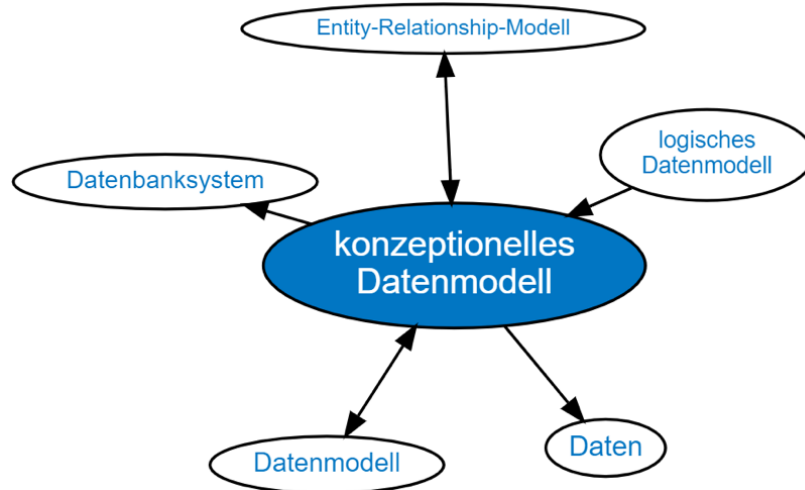 Entity-Relationship-Modell
logisches
Datenmodell
Datenbanksystem
konzeptionelles
Datenmodell
Datenmodell
Daten